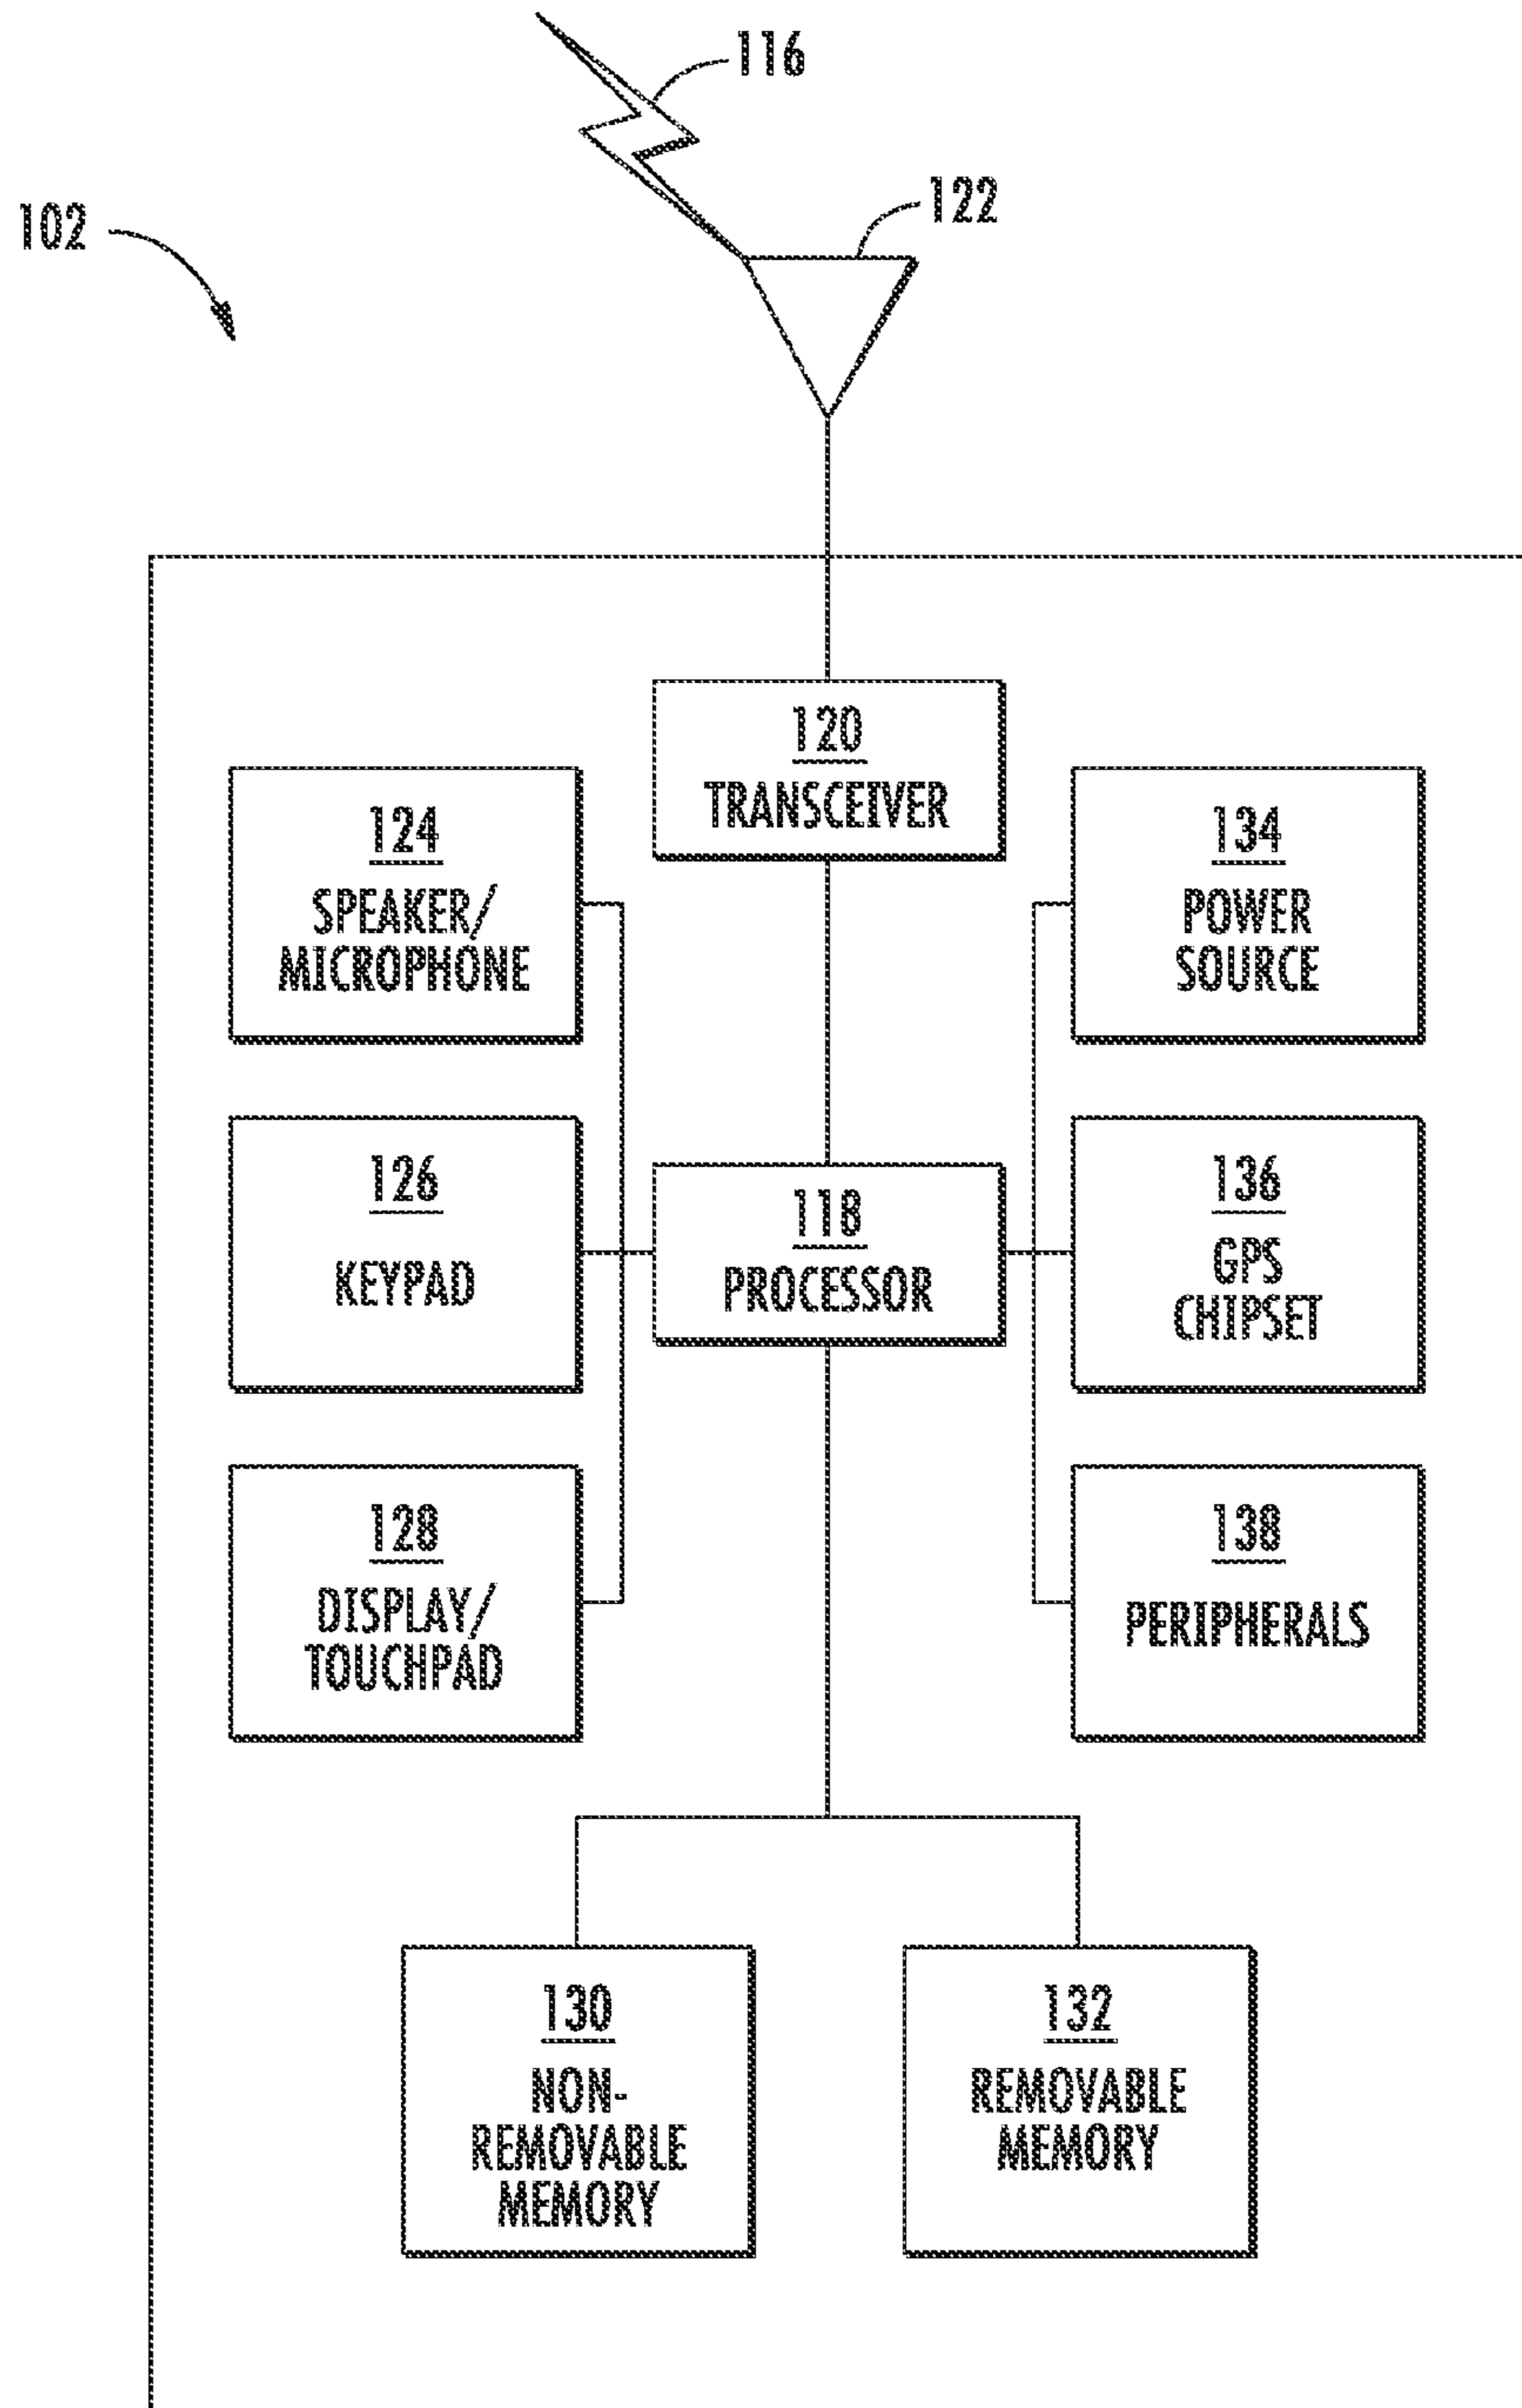 116
122
102
120
TRANSCEIVER
124
SPEAKER/
MICROPHONE
134
POWER
SOURCE
126
KEYPAD
118
PROCESSOR
136
GPS
CHIPSET
128
DISPLAY/
TOUCHPAD
138
PERIPHERALS
130
NON-
REMOVABLE
MEMORY
132
REMOVABLE
MEMORY